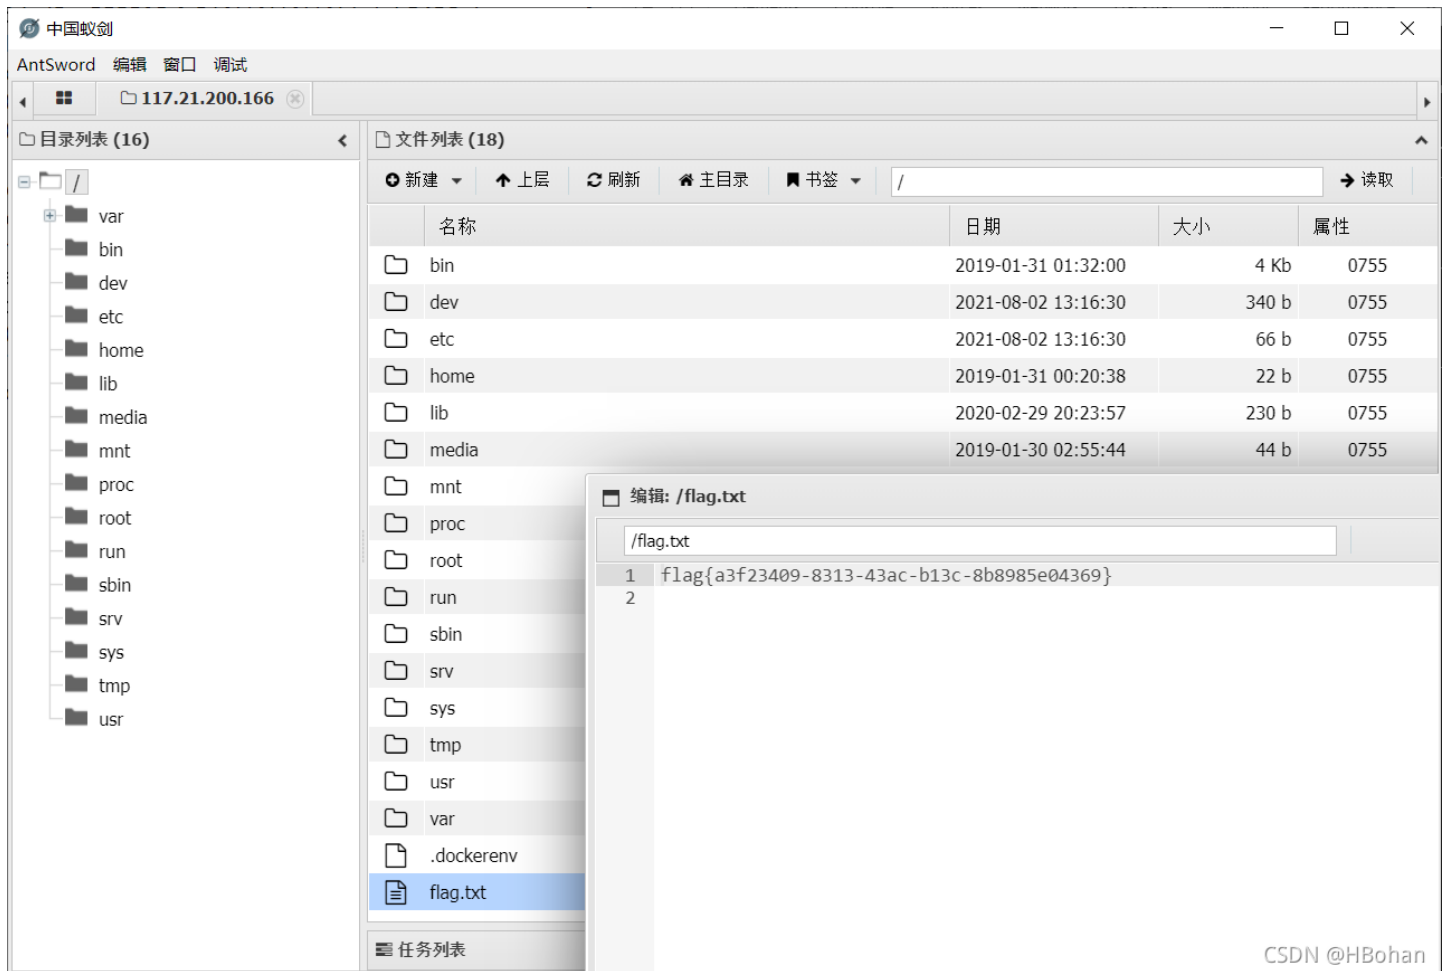 中国蚁剑
AntSword 编辑 窗口 调试
117.21.200.166
目录列表 (16)
/
var
bin
dev
etc
home
lib
media
mnt
proc
root
run
sbin
srv
sys
tmp
usr
文件列表 (18)
新建 上层 刷新 主目录 书签 / 读取
名称 日期 大小 属性
bin 2019-01-31 01:32:00 4 Kb 0755
dev 2021-08-02 13:16:30 340 b 0755
etc 2021-08-02 13:16:30 66 b 0755
home 2019-01-31 00:20:38 22 b 0755
lib 2020-02-29 20:23:57 230 b 0755
media 2019-01-30 02:55:44 44 b 0755
mnt
proc
root
run
sbin
srv
sys
tmp
usr
var
.dockerenv
flag.txt
任务列表
编辑: /flag.txt
/flag.txt
1 flag{a3f23409-8313-43ac-b13c-8b8985e04369}
2
CSDN @HBohan